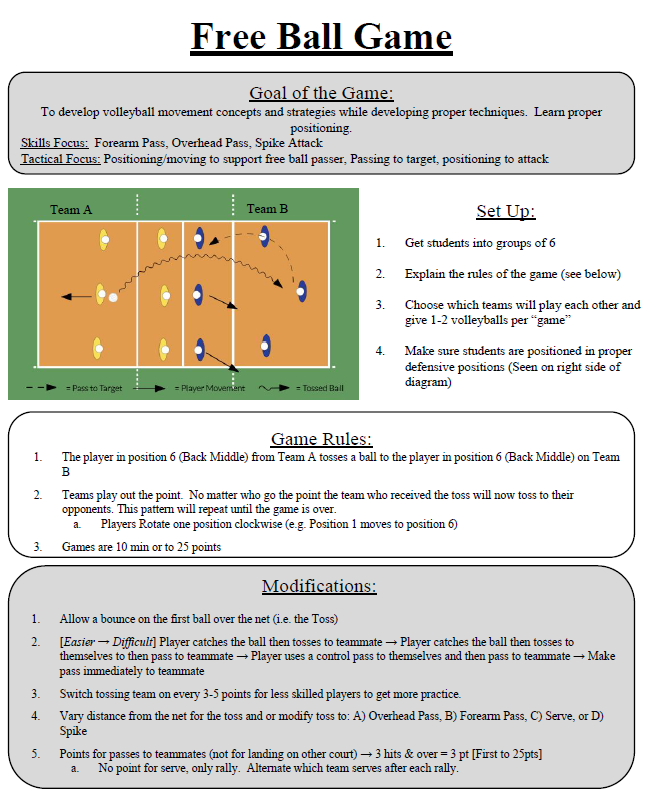 Free Ball Game
Goal of the Game:
To develop volleyball movement concepts and strategies while developing proper techniques.  Learn proper
positioning.
Skills Focus:  Forearm Pass, Overhead Pass, Spike Attack
Tactical Focus: Positioning/moving to support free ball passer, Passing to target, positioning to attack
Team A
Team B
= Pass to Target
= Player Movement
= Tossed Ball
Set Up:
1. Get students into groups of 6
2. Explain the rules of the game (see below)
3. Choose which teams will play each other and
give 1-2 volleyballs per “game”
4. Make sure students are positioned in proper
defensive positions (Seen on right side of
diagram)
Game Rules:
1. The player in position 6 (Back Middle) from Team A tosses a ball to the player in position 6 (Back Middle) on Team
B
2. Teams play out the point.  No matter who go the point the team who received the toss will now toss to their
opponents. This pattern will repeat until the game is over.
a. Players Rotate one position clockwise (e.g. Position 1 moves to position 6)
3. Games are 10 min or to 25 points
Modifications:
1. Allow a bounce on the first ball over the net (i.e. the Toss)
2. [Easier → Difficult] Player catches the ball then tosses to teammate → Player catches the ball then tosses to
themselves to then pass to teammate → Player uses a control pass to themselves and then pass to teammate → Make
pass immediately to teammate
3. Switch tossing team on every 3-5 points for less skilled players to get more practice.
4. Vary distance from the net for the toss and or modify toss to: A) Overhead Pass, B) Forearm Pass, C) Serve, or D)
Spike
5. Points for passes to teammates (not for landing on other court) → 3 hits & over = 3 pt [First to 25pts]
a. No point for serve, only rally.  Alternate which team serves after each rally.